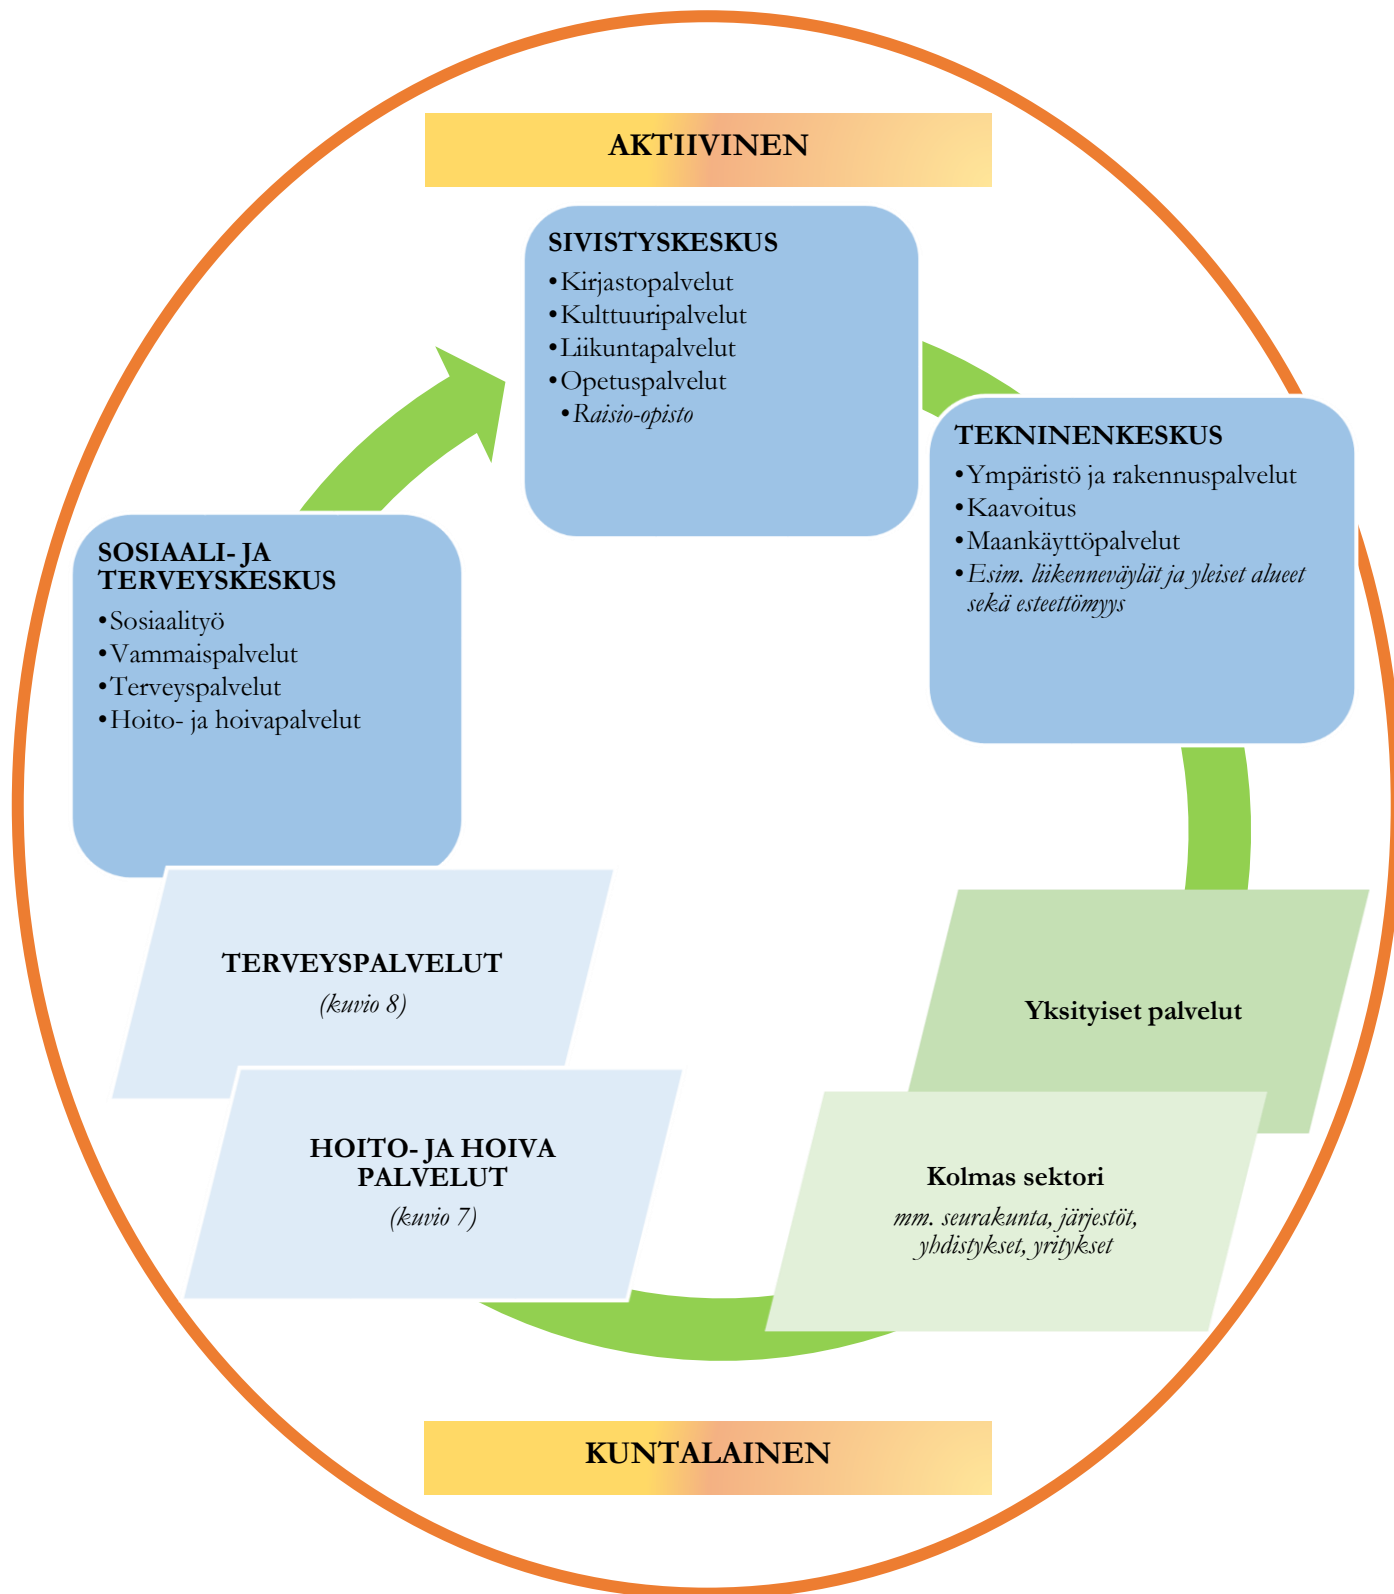 AKTIIVINEN
SIVISTYSKESKUS
•Kirjastopalvelut
•Kulttuuripalvelut
•Liikuntapalvelut
•Opetuspalvelut
•Raisio-opisto
TEKNINENKESKUS
•Ympäristö ja rakennuspalvelut
•Kaavoitus
•Maankäyttöpalvelut
•Esim. liikenneväylät ja yleiset alueet
sekä esteettömyys
SOSIAALI- JA
TERVEYSKESKUS
•Sosiaalityö
•Vammaispalvelut
•Terveyspalvelut
•Hoito- ja hoivapalvelut
TERVEYSPALVELUT
(kuvio 8)
HOITO- JA HOIVA
PALVELUT
(kuvio 7)
Yksityiset palvelut
Kolmas sektori
mm. seurakunta, järjestöt,
yhdistykset, yritykset
KUNTALAINEN